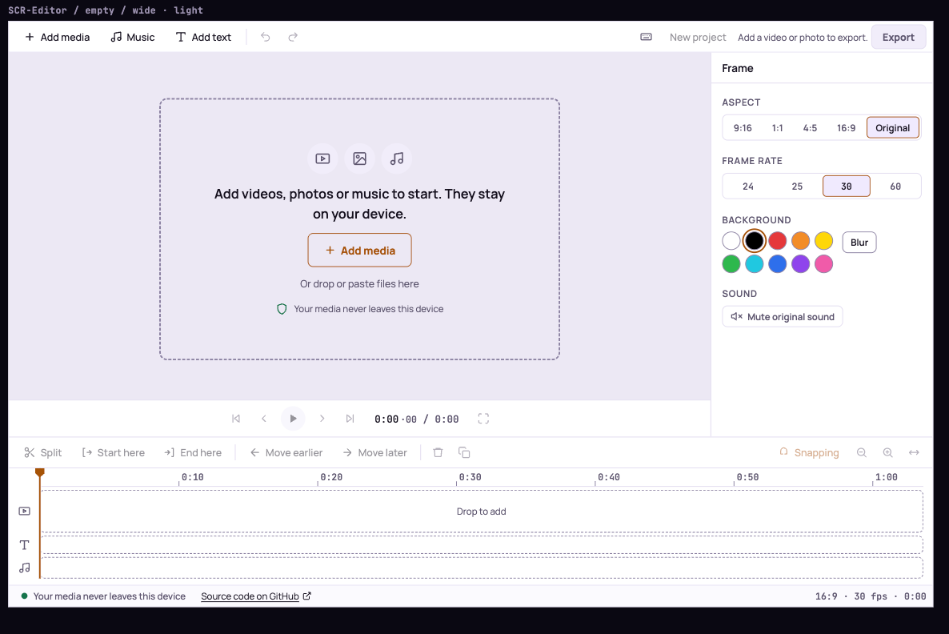 SCR-Editor / empty / wide · light
Add media Music Add text New project Add a video or photo to export. Export
Frame
ASPECT
9:16 1:1 4:5 16:9 Original
FRAME RATE
24 25 30 60
BACKGROUND
Blur
SOUND
Mute original sound
Add videos, photos or music to start. They stay
on your device.
+ Add media
Or drop or paste files here
Your media never leaves this device
0:00·00 / 0:00
Split Start here End here Move earlier Move later Snapping
0:10 0:20 0:30 0:40 0:50 1:00
Drop to add
Your media never leaves this device Source code on GitHub 16:9 · 30 fps · 0:00